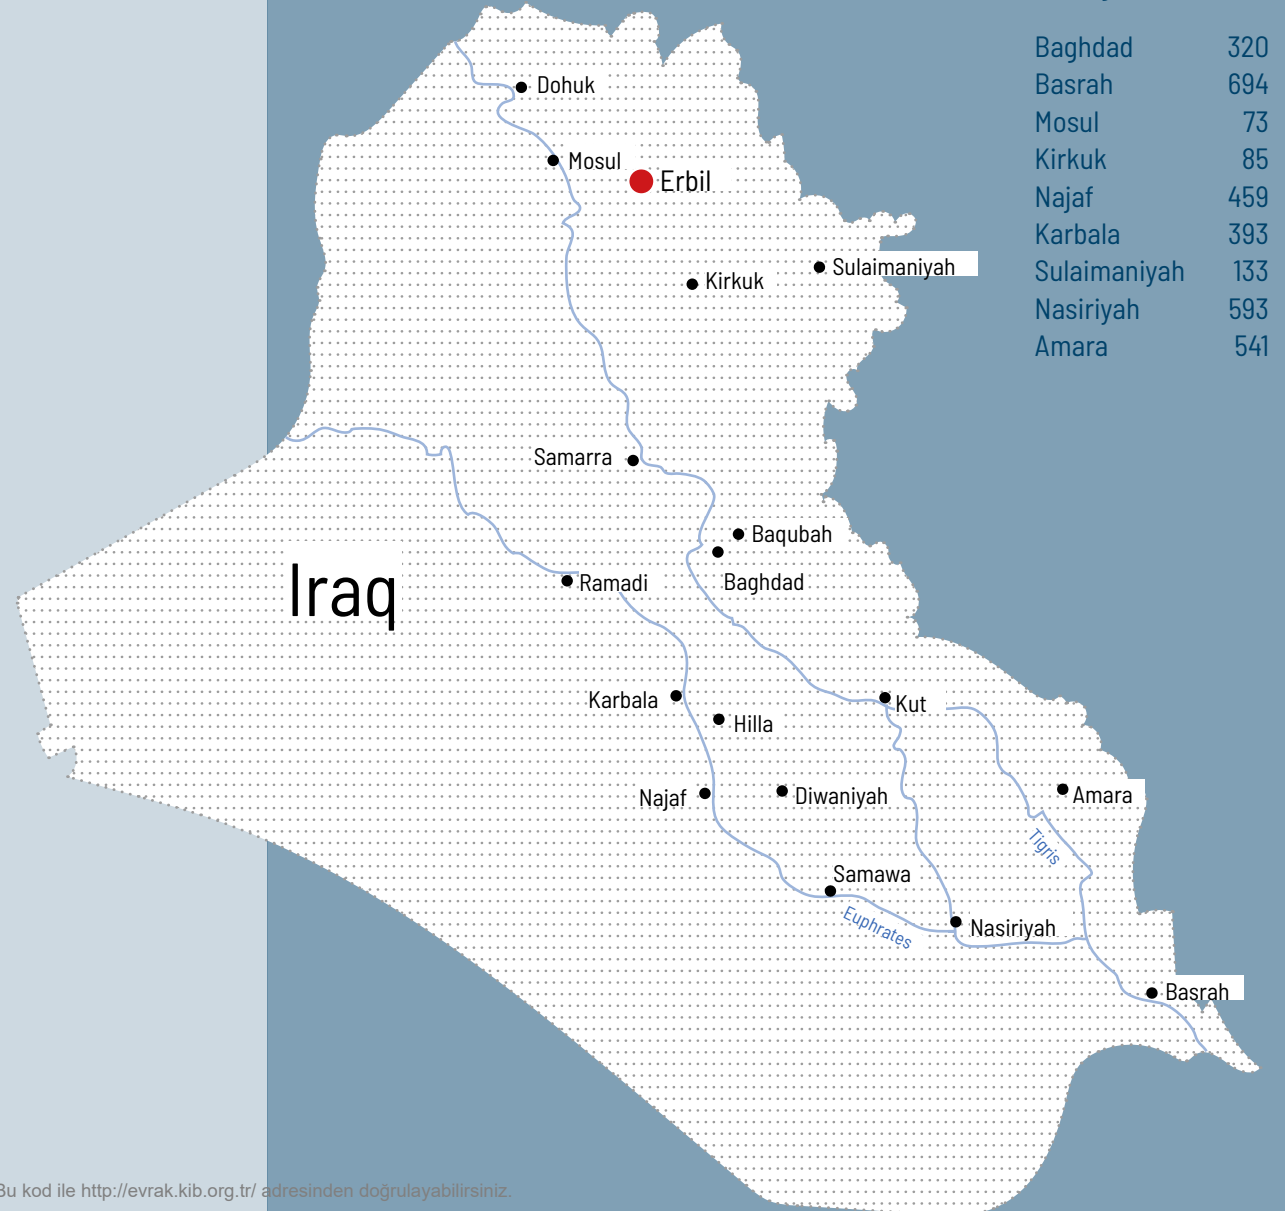 Baghdad 320
Basrah 694
Mosul 73
Kirkuk 85
Najaf 459
Karbala 393
Sulaimaniyah 133
Nasiriyah 593
Amara 541
Dohuk
Mosul
Erbil
Sulaimaniyah
Kirkuk
Samarra
Baqubah
Baghdad
Iraq
Ramadi
Karbala
Kut
Hilla
Najaf
Diwaniyah
Amara
Tigris
Samawa
Euphrates
Nasiriyah
Basrah
Bu kod ile http://evrak.kib.org.tr/ adresinden doğrulayabilirsiniz.